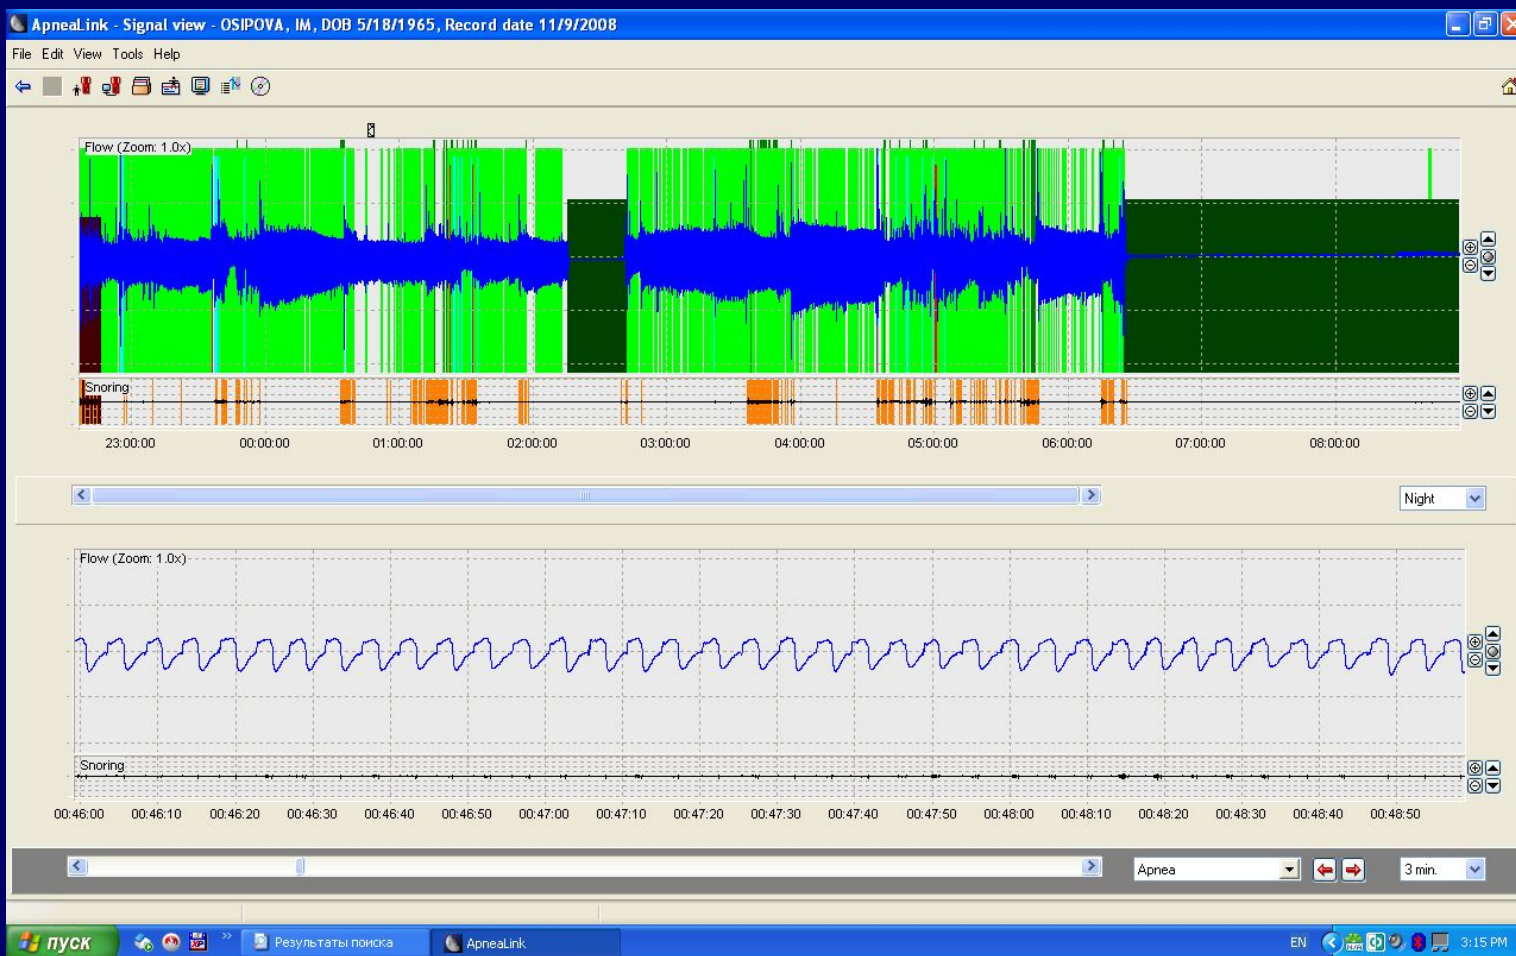 ApneaLink - Signal view - OSIPOVA, IM, DOB 5/18/1965, Record date 11/9/2008
File Edit View Tools Help
Flow (Zoom: 1.0x)
Snoring
23:00:00 00:00:00 01:00:00 02:00:00 03:00:00 04:00:00 05:00:00 06:00:00 07:00:00 08:00:00
Night
Flow (Zoom: 1.0x)
Snoring
00:46:00 00:46:10 00:46:20 00:46:30 00:46:40 00:46:50 00:47:00 00:47:10 00:47:20 00:47:30 00:47:40 00:47:50 00:48:00 00:48:10 00:48:20 00:48:30 00:48:40 00:48:50
Apnea 3 min.
пуск XP » Результаты поиска ApneaLink EN 3:15 PM